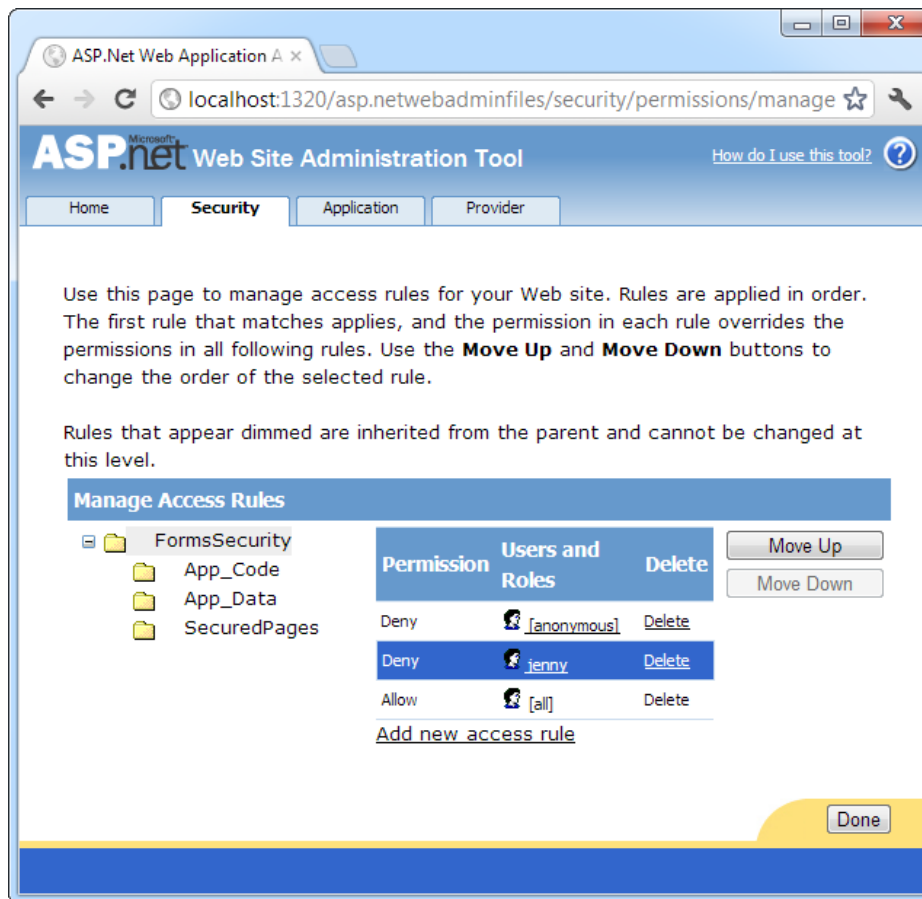 ASP.Net Web Application A
localhost:1320/asp.netwebadminfiles/security/permissions/manage
Microsoft
ASP.net Web Site Administration Tool
How do I use this tool? ?
Home Security Application Provider
Use this page to manage access rules for your Web site. Rules are applied in order.
The first rule that matches applies, and the permission in each rule overrides the
permissions in all following rules. Use the Move Up and Move Down buttons to
change the order of the selected rule.
Rules that appear dimmed are inherited from the parent and cannot be changed at
this level.
Manage Access Rules
FormsSecurity
App_Code
App_Data
SecuredPages
Permission Users and Roles Delete
Deny [anonymous] Delete
Deny jenny Delete
Allow [all] Delete
Add new access rule
Move Up
Move Down
Done